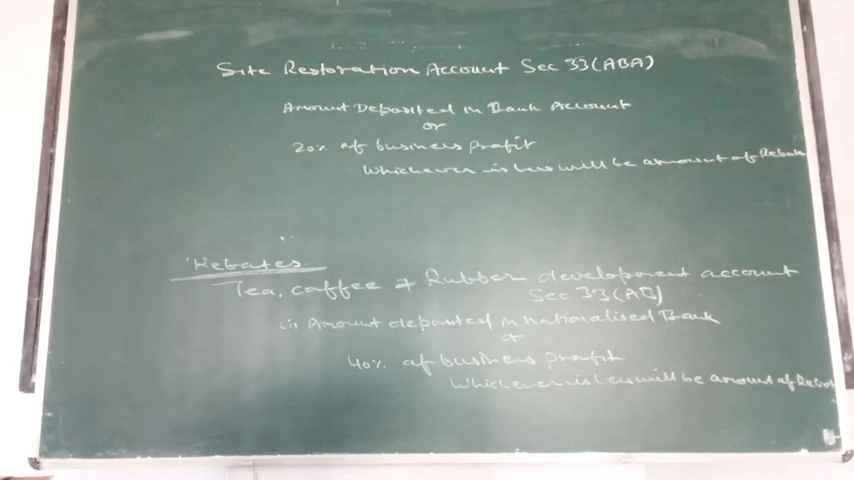 Site Restoration Account Sec 33(ABA)
Amount Deposited in Bank Account
or
20% of business profit
whichever is less will be amount of Rebate
Rebates
Tea, caffee & Rubber development account
Sec 33(AB)
(i) Amount deposited in nationalised Bank
or
40% of business profit
whichever is less will be amount of Rebat